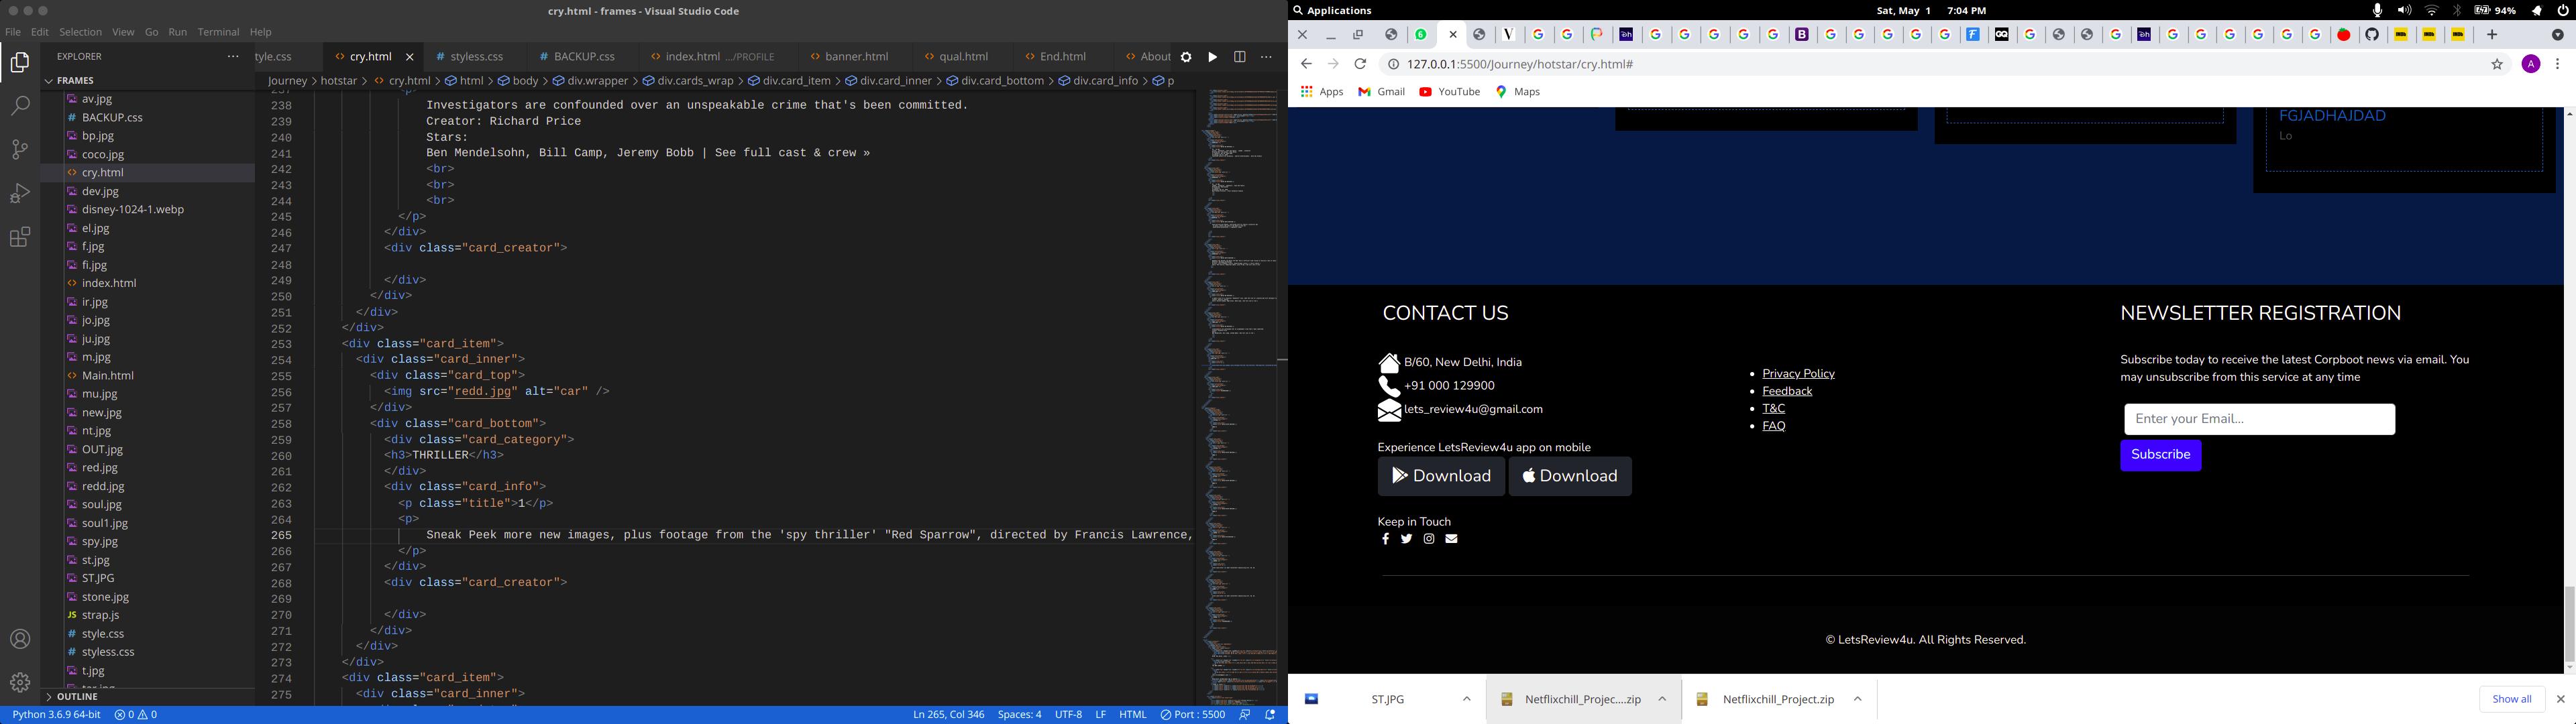 cry.html - frames - Visual Studio Code
File Edit Selection View Go Run Terminal Help
EXPLORER
FRAMES
av.jpg
BACKUP.css
bp.jpg
coco.jpg
cry.html
dev.jpg
disney-1024-1.webp
el.jpg
f.jpg
fi.jpg
index.html
ir.jpg
jo.jpg
ju.jpg
m.jpg
Main.html
mu.jpg
new.jpg
nt.jpg
OUT.jpg
red.jpg
redd.jpg
soul.jpg
soul1.jpg
spy.jpg
st.jpg
ST.JPG
stone.jpg
strap.js
style.css
styless.css
t.jpg
OUTLINE
tyle.css cry.html styless.css BACKUP.css index.html .../PROFILE banner.html qual.html End.html About
Journey > hotstar > cry.html > html > body > div.wrapper > div.cards_wrap > div.card_item > div.card_inner > div.card_bottom > div.card_info > p
238 Investigators are confounded over an unspeakable crime that's been committed.
239 Creator: Richard Price
240 Stars:
241 Ben Mendelsohn, Bill Camp, Jeremy Bobb | See full cast & crew »
242 <br>
243 <br>
244 <br>
245 </p>
246 </div>
247 <div class="card_creator">
248
249 </div>
250 </div>
251 </div>
252 </div>
253 <div class="card_item">
254 <div class="card_inner">
255 <div class="card_top">
256 <img src="redd.jpg" alt="car" />
257 </div>
258 <div class="card_bottom">
259 <div class="card_category">
260 <h3>THRILLER</h3>
261 </div>
262 <div class="card_info">
263 <p class="title">1</p>
264 <p>
265 Sneak Peek more new images, plus footage from the 'spy thriller' "Red Sparrow", directed by Francis Lawrence,
266 </p>
267 </div>
268 <div class="card_creator">
269
270 </div>
271 </div>
272 </div>
273 </div>
274 <div class="card_item">
275 <div class="card_inner">
Python 3.6.9 64-bit 0 0 Ln 265, Col 346 Spaces: 4 UTF-8 LF HTML Port : 5500
Applications Sat, May 1 7:04 PM 94%
127.0.0.1:5500/Journey/hotstar/cry.html#
A
Apps Gmail YouTube Maps
FGJADHAJDAD
Lo
CONTACT US
B/60, New Delhi, India
+91 000 129900
lets_review4u@gmail.com
Experience LetsReview4u app on mobile
Download Download
Keep in Touch
Privacy Policy
Feedback
T&C
FAQ
NEWSLETTER REGISTRATION
Subscribe today to receive the latest Corpboot news via email. You
may unsubscribe from this service at any time
Enter your Email...
Subscribe
© LetsReview4u. All Rights Reserved.
ST.JPG Netflixchill_Projec....zip Netflixchill_Project.zip Show all